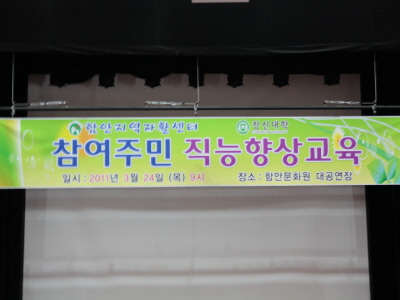 함안지역자활센터 창신대학
참여주민 직능향상교육
일시 : 2011년 3월 24일 (목) 9시 장소 : 함안문화원 대공연장